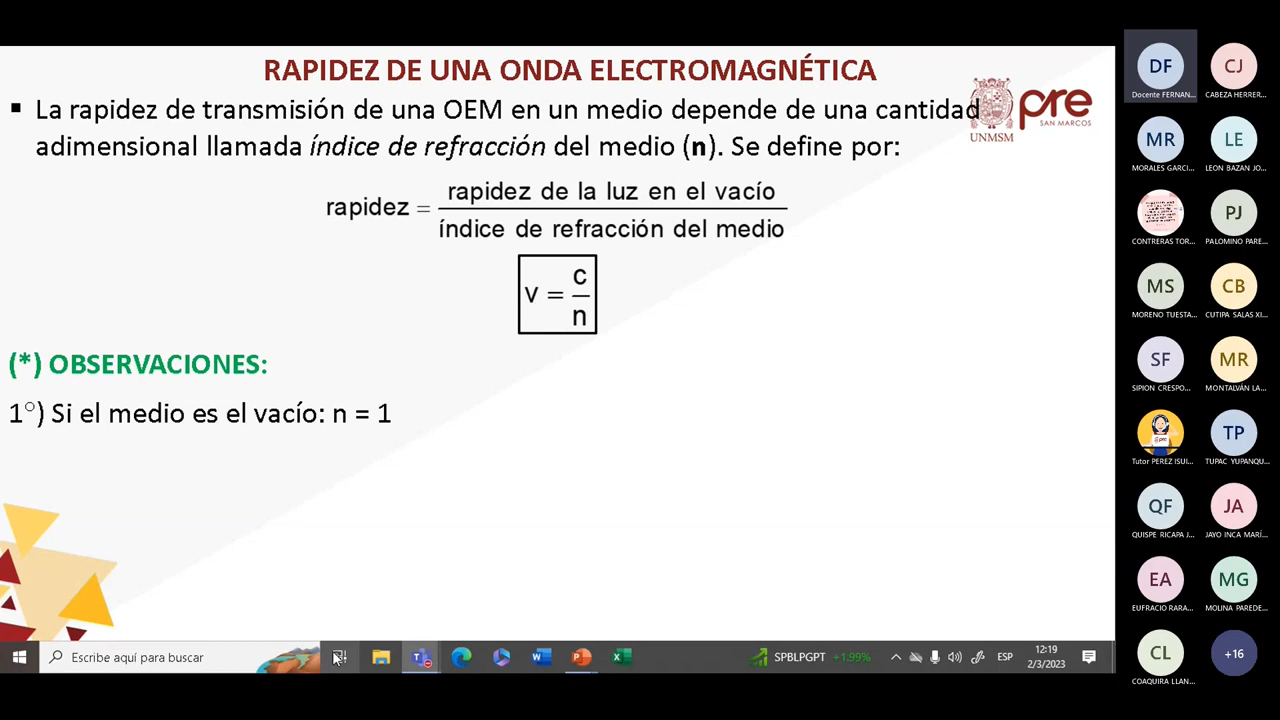 RAPIDEZ DE UNA ONDA ELECTROMAGNÉTICA
▪ La rapidez de transmisión de una OEM en un medio depende de una cantidad
adimensional llamada índice de refracción del medio (n). Se define por:
rapidez = rapidez de la luz en el vacío / índice de refracción del medio
v = c / n
(*) OBSERVACIONES:
1°) Si el medio es el vacío: n = 1
UNMSM
pre
SAN MARCOS
DF
Docente FERNAN...
CJ
CABEZA HERRER...
MR
MORALES GARCI...
LE
LEON BAZAN JO...
CONTRERAS TOR...
PJ
PALOMINO PARE...
MS
MORENO TUESTA...
CB
CUTIPA SALAS XI...
SF
SIPION CRESPO...
MR
MONTALVÁN LA...
Tutor PEREZ ISUI...
TP
TUPAC YUPANQU...
QF
QUISPE RICAPA J...
JA
JAYO INCA MARÍ...
EA
EUFRACIO RARA...
MG
MOLINA PAREDE...
CL
COAQUIRA LLAN...
+16
Escribe aquí para buscar
SPBLPGPT +1.99%
ESP
12:19
2/3/2023